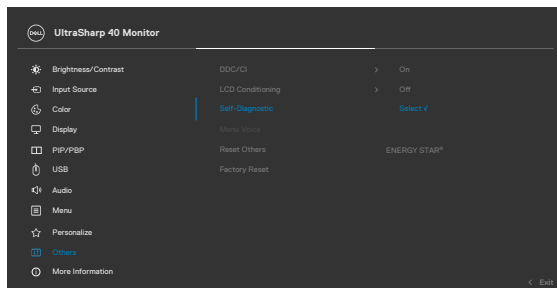 DELL UltraSharp 40 Monitor
Brightness/Contrast DDC/CI > On
Input Source LCD Conditioning > Off
Color Self-Diagnostic Select √
Display Menu Voice
PIP/PBP Reset Others ENERGY STAR®
USB Factory Reset
Audio
Menu
Personalize
Others
More Information
< Exit